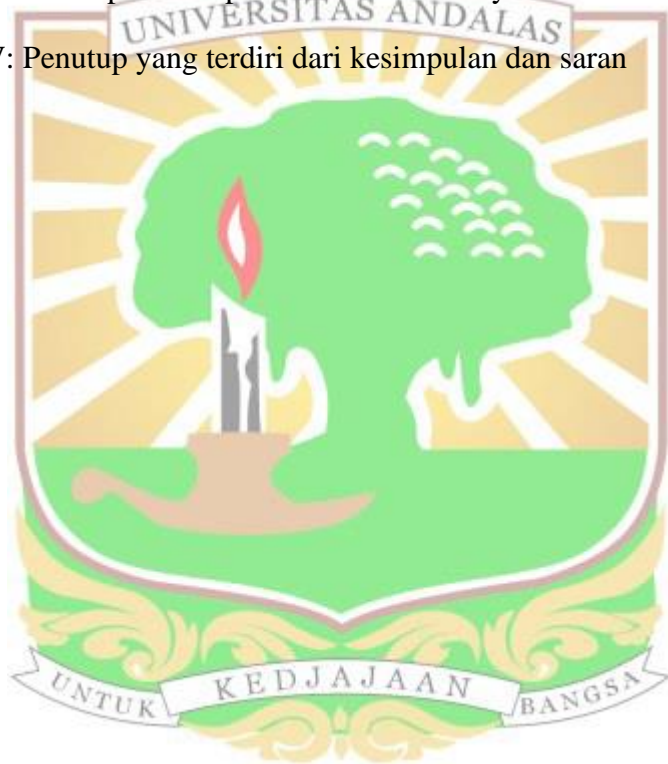 UNIVERSITAS ANDALAS
: Penutup yang terdiri dari kesimpulan dan saran
UNTUK KEDJAJAAN BANGSA